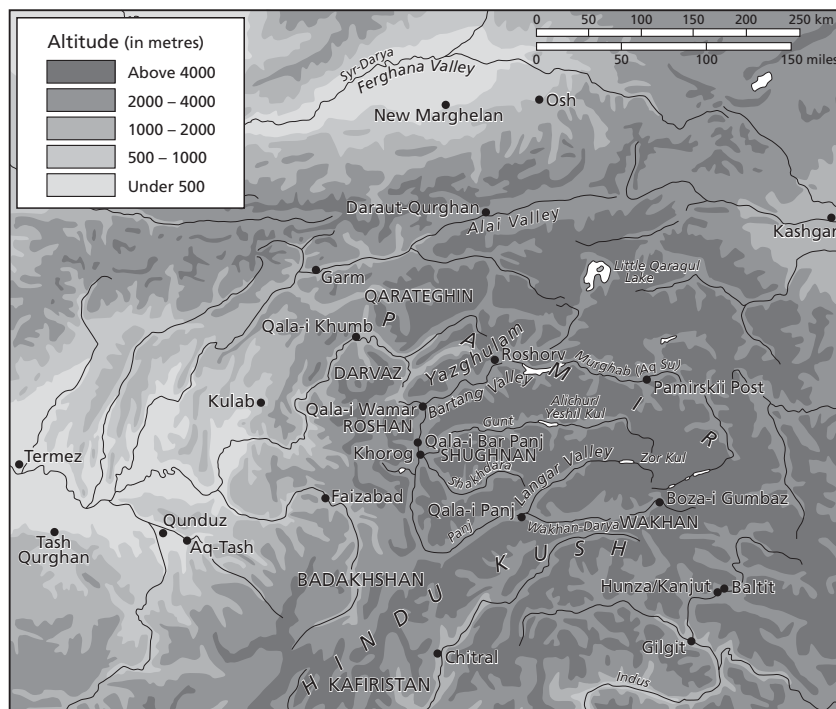 Altitude (in metres)
Above 4000
2000 – 4000
1000 – 2000
500 – 1000
Under 500
0 50 100 150 200 250 km
0 50 100 150 miles
Syr-Darya
Ferghana Valley
New Marghelan
Osh
Daraut-Qurghan
Alai Valley
Kashgar
Garm
Little Qaraqul
Lake
QARATEGHIN
Qala-i Khumb
PAMIR
Yazghulam
Roshorv
Murghab (Aq Su)
DARVAZ
Pamirskii Post
Kulab
Qala-i Wamar
Bartang Valley
ROSHAN
Alichur/
Yeshil Kul
Gunt
Qala-i Bar Panj
Khorog
SHUGHNAN
Termez
Shakhdara
Langar Valley
Zor Kul
Faizabad
Qala-i Panj
Boza-i Gumbaz
Panj
Wakhan-Darya
WAKHAN
Qunduz
Tash
Qurghan
Aq-Tash
HINDU KUSH
BADAKHSHAN
Hunza/Kanjut
Baltit
Gilgit
Chitral
KAFIRISTAN
Indus